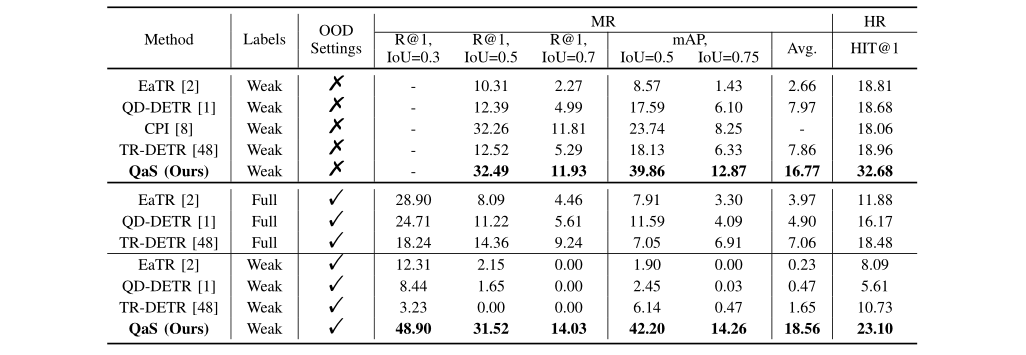 Method Labels OOD Settings MR HR
R@1, IoU=0.3 R@1, IoU=0.5 R@1, IoU=0.7 mAP, IoU=0.5 IoU=0.75 Avg. HIT@1
EaTR [2] Weak ✗ - 10.31 2.27 8.57 1.43 2.66 18.81
QD-DETR [1] Weak ✗ - 12.39 4.99 17.59 6.10 7.97 18.68
CPI [8] Weak ✗ - 32.26 11.81 23.74 8.25 - 18.06
TR-DETR [48] Weak ✗ - 12.52 5.29 18.13 6.33 7.86 18.96
QaS (Ours) Weak ✗ - 32.49 11.93 39.86 12.87 16.77 32.68
EaTR [2] Full ✓ 28.90 8.09 4.46 7.91 3.30 3.97 11.88
QD-DETR [1] Full ✓ 24.71 11.22 5.61 11.59 4.09 4.90 16.17
TR-DETR [48] Full ✓ 18.24 14.36 9.24 7.05 6.91 7.06 18.48
EaTR [2] Weak ✓ 12.31 2.15 0.00 1.90 0.00 0.23 8.09
QD-DETR [1] Weak ✓ 8.44 1.65 0.00 2.45 0.03 0.47 5.61
TR-DETR [48] Weak ✓ 3.23 0.00 0.00 6.14 0.47 1.65 10.73
QaS (Ours) Weak ✓ 48.90 31.52 14.03 42.20 14.26 18.56 23.10